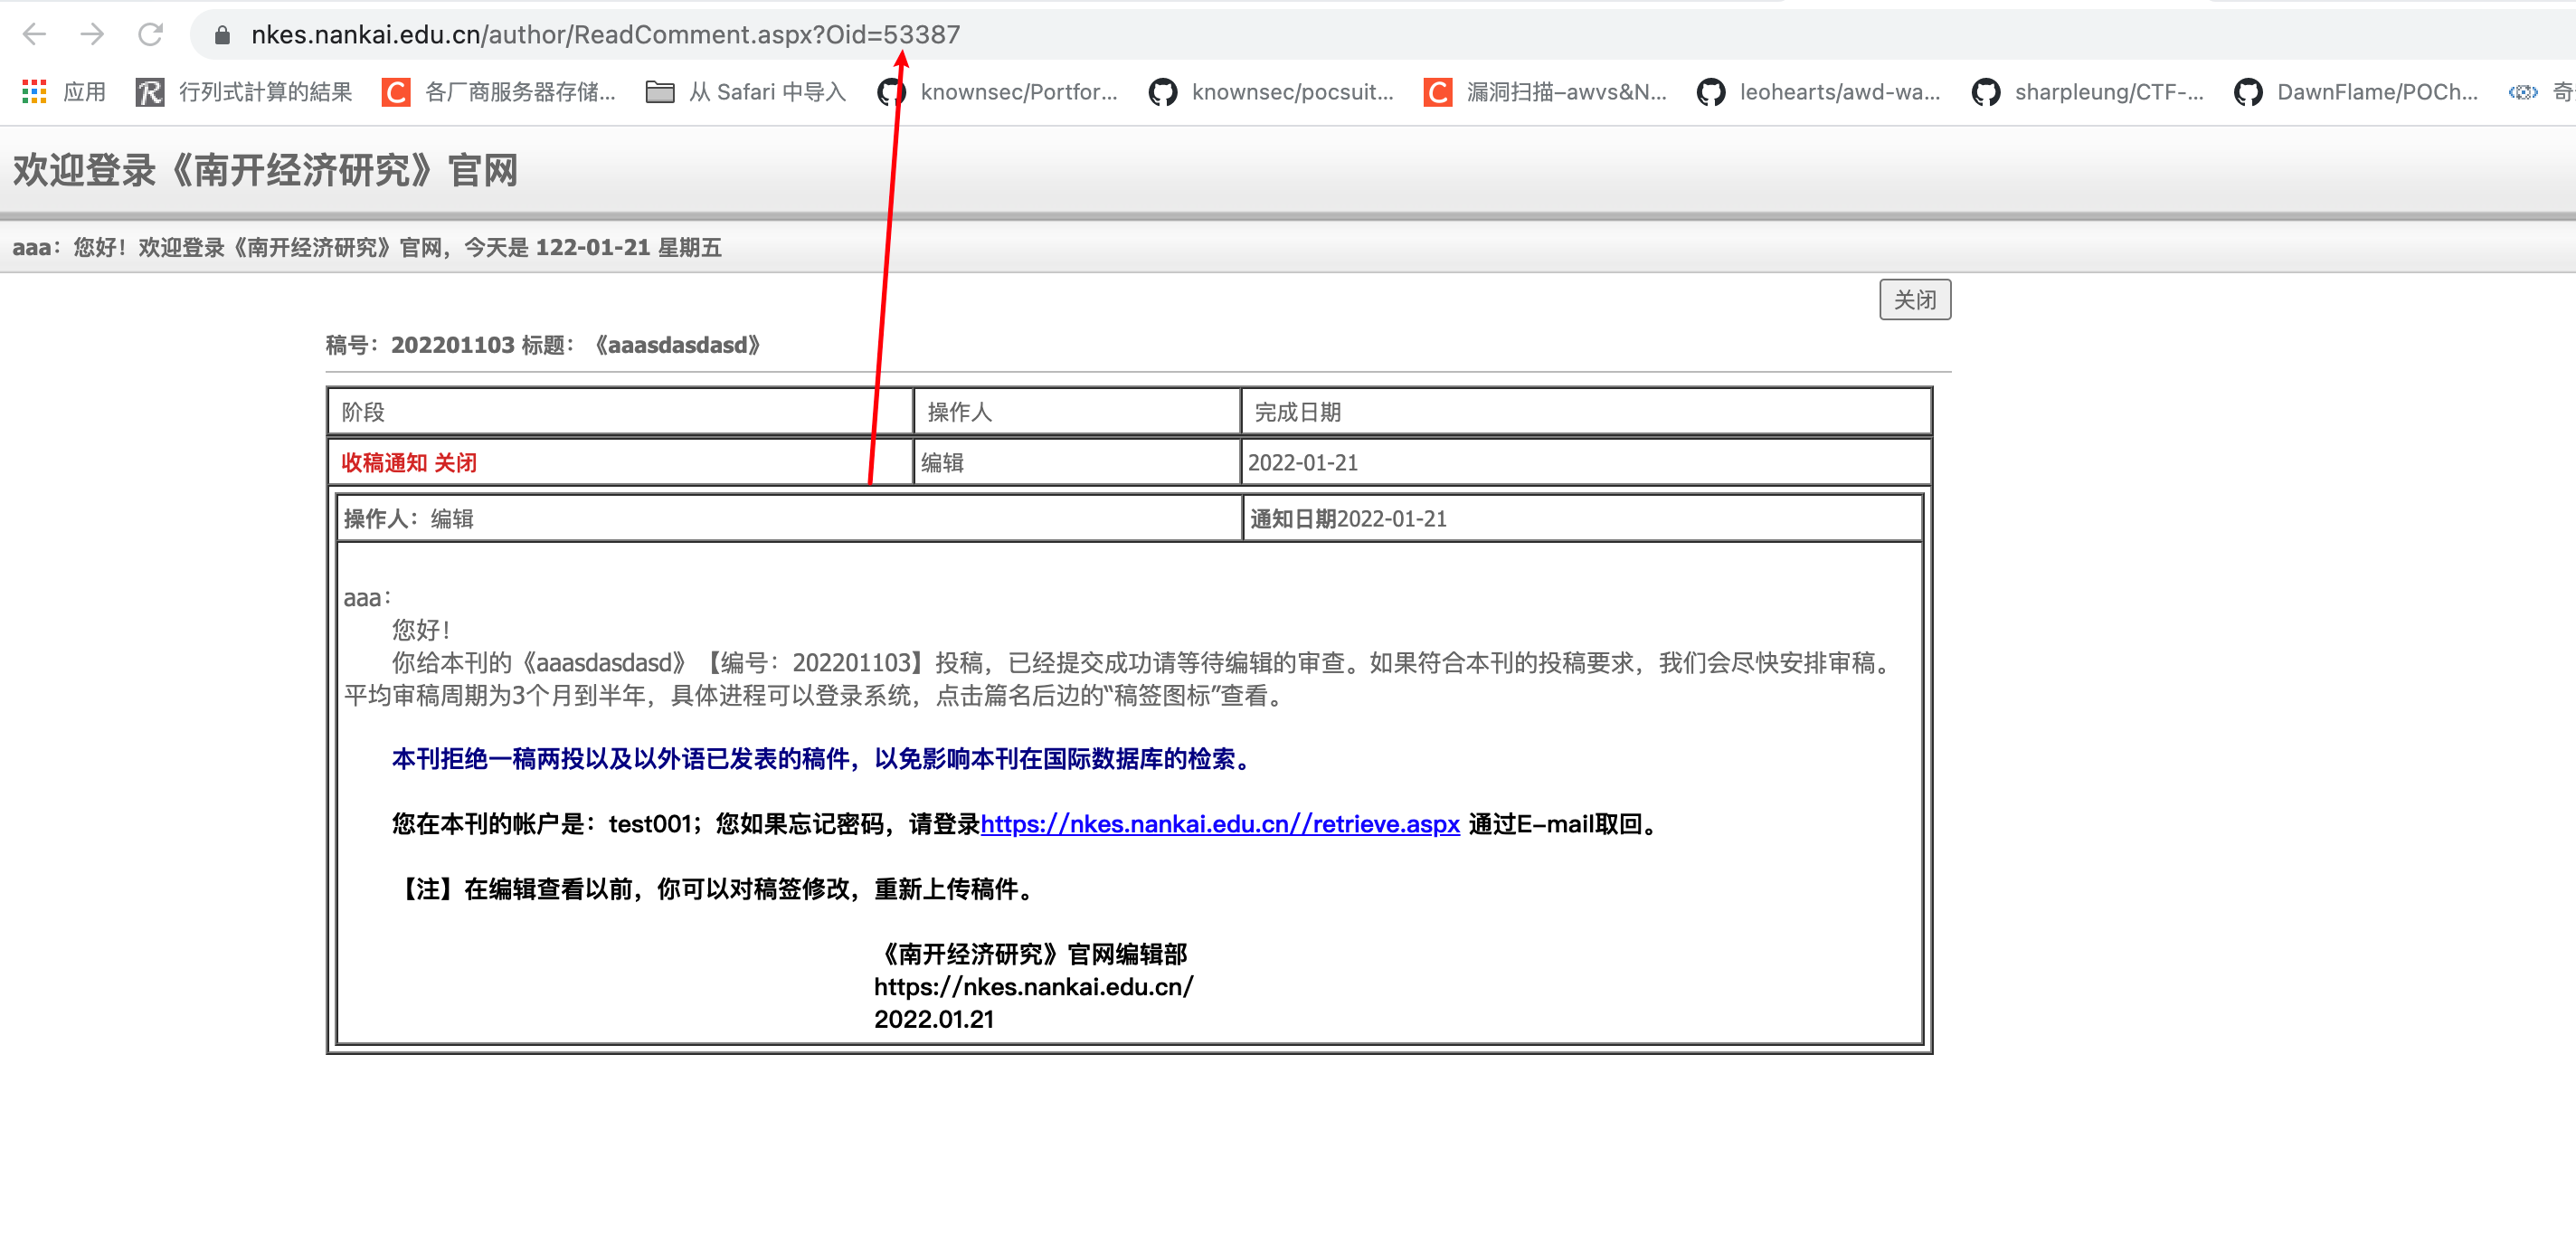 nkes.nankai.edu.cn/author/ReadComment.aspx?Oid=53387
应用 行列式計算的結果 各厂商服务器存储... 从 Safari 中导入 knownsec/Portfor... knownsec/pocsuit... 漏洞扫描–awvs&N... leohearts/awd-wa... sharpleung/CTF-... DawnFlame/POCh... 奇
欢迎登录《南开经济研究》官网
aaa：您好！欢迎登录《南开经济研究》官网，今天是 122-01-21 星期五
关闭
稿号：202201103 标题：《aaasdasdasd》
阶段 操作人 完成日期
收稿通知 关闭 编辑 2022-01-21
操作人：编辑 通知日期2022-01-21
aaa：
您好！
你给本刊的《aaasdasdasd》【编号：202201103】投稿，已经提交成功请等待编辑的审查。如果符合本刊的投稿要求，我们会尽快安排审稿。
平均审稿周期为3个月到半年，具体进程可以登录系统，点击篇名后边的“稿签图标”查看。
本刊拒绝一稿两投以及以外语已发表的稿件，以免影响本刊在国际数据库的检索。
您在本刊的帐户是：test001；您如果忘记密码，请登录https://nkes.nankai.edu.cn//retrieve.aspx 通过E–mail取回。
【注】在编辑查看以前，你可以对稿签修改，重新上传稿件。
《南开经济研究》官网编辑部
https://nkes.nankai.edu.cn/
2022.01.21